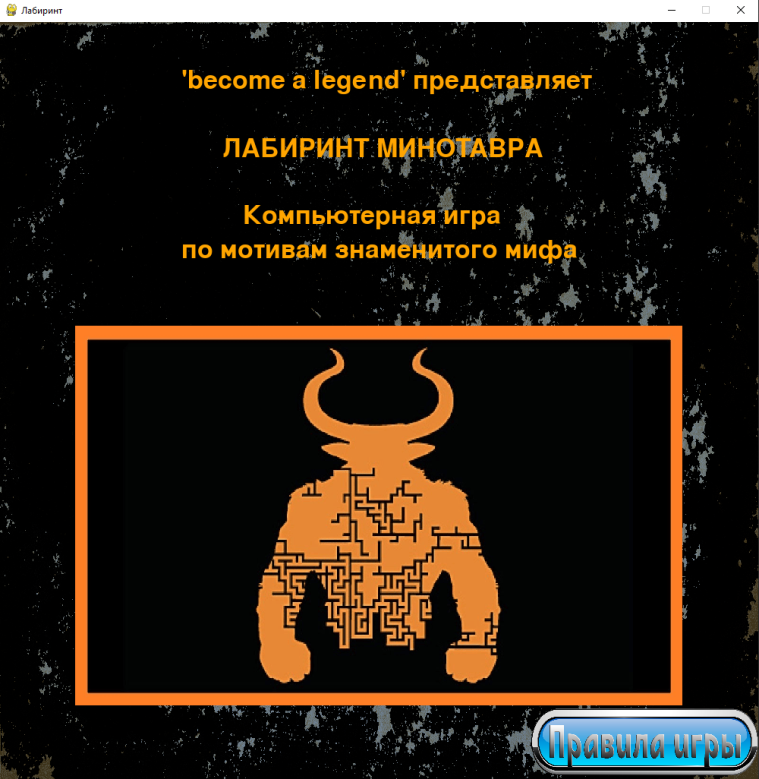 Лабиринт
'become a legend' представляет
ЛАБИРИНТ МИНОТАВРА
Компьютерная игра
по мотивам знаменитого мифа
Правила игры